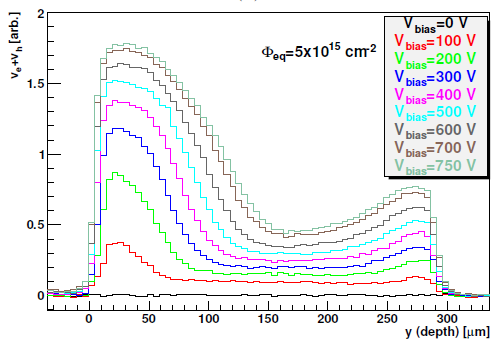 2
v_e+v_h [arb.]
Φ_eq=5x10^15 cm^2
V_bias=0 V
V_bias=100 V
V_bias=200 V
V_bias=300 V
V_bias=400 V
V_bias=500 V
V_bias=600 V
V_bias=700 V
V_bias=750 V
1.5
1
0.5
0
0 50 100 150 200 250 300
y (depth) [μm]